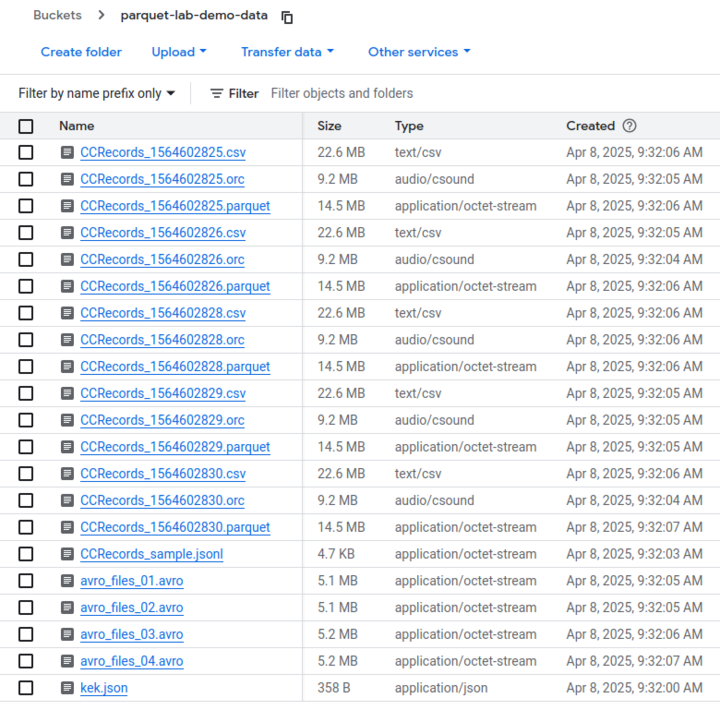 Buckets > parquet-lab-demo-data
Create folder Upload Transfer data Other services
Filter by name prefix only Filter Filter objects and folders
Name Size Type Created
CCRecords_1564602825.csv 22.6 MB text/csv Apr 8, 2025, 9:32:06 AM
CCRecords_1564602825.orc 9.2 MB audio/csound Apr 8, 2025, 9:32:05 AM
CCRecords_1564602825.parquet 14.5 MB application/octet-stream Apr 8, 2025, 9:32:06 AM
CCRecords_1564602826.csv 22.6 MB text/csv Apr 8, 2025, 9:32:05 AM
CCRecords_1564602826.orc 9.2 MB audio/csound Apr 8, 2025, 9:32:04 AM
CCRecords_1564602826.parquet 14.5 MB application/octet-stream Apr 8, 2025, 9:32:06 AM
CCRecords_1564602828.csv 22.6 MB text/csv Apr 8, 2025, 9:32:06 AM
CCRecords_1564602828.orc 9.2 MB audio/csound Apr 8, 2025, 9:32:06 AM
CCRecords_1564602828.parquet 14.5 MB application/octet-stream Apr 8, 2025, 9:32:06 AM
CCRecords_1564602829.csv 22.6 MB text/csv Apr 8, 2025, 9:32:05 AM
CCRecords_1564602829.orc 9.2 MB audio/csound Apr 8, 2025, 9:32:05 AM
CCRecords_1564602829.parquet 14.5 MB application/octet-stream Apr 8, 2025, 9:32:05 AM
CCRecords_1564602830.csv 22.6 MB text/csv Apr 8, 2025, 9:32:06 AM
CCRecords_1564602830.orc 9.2 MB audio/csound Apr 8, 2025, 9:32:04 AM
CCRecords_1564602830.parquet 14.5 MB application/octet-stream Apr 8, 2025, 9:32:07 AM
CCRecords_sample.jsonl 4.7 KB application/octet-stream Apr 8, 2025, 9:32:03 AM
avro_files_01.avro 5.1 MB application/octet-stream Apr 8, 2025, 9:32:05 AM
avro_files_02.avro 5.1 MB application/octet-stream Apr 8, 2025, 9:32:05 AM
avro_files_03.avro 5.2 MB application/octet-stream Apr 8, 2025, 9:32:06 AM
avro_files_04.avro 5.2 MB application/octet-stream Apr 8, 2025, 9:32:07 AM
kek.json 358 B application/json Apr 8, 2025, 9:32:00 AM